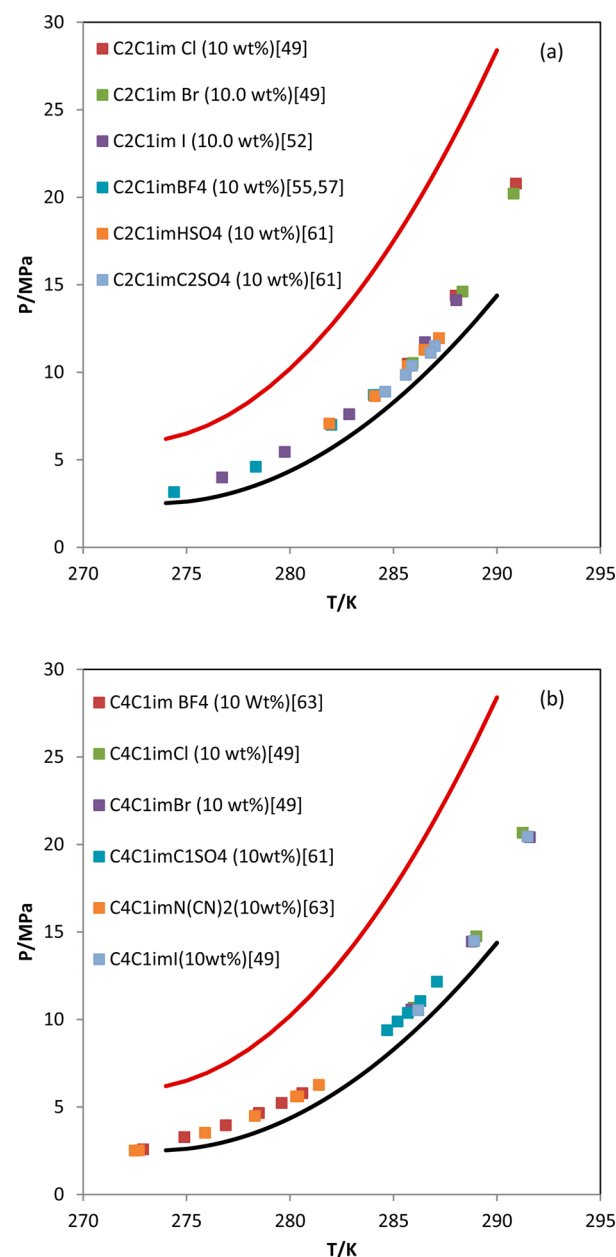 30
(a)
C2C1im Cl (10 wt%)[49]
25
C2C1im Br (10.0 wt%)[49]
C2C1im I (10.0 wt%)[52]
20
C2C1imBF4 (10 wt%)[55,57]
C2C1imHSO4 (10 wt%)[61]
P/MPa
15
C2C1imC2SO4 (10 wt%)[61]
10
5
0
270 275 280 285 290 295
T/K
30
(b)
C4C1im BF4 (10 Wt%)[63]
25
C4C1imCl (10 wt%)[49]
C4C1imBr (10 wt%)[49]
20
C4C1imC1SO4 (10wt%)[61]
C4C1imN(CN)2(10wt%)[63]
P/MPa
15
C4C1imI(10wt%)[49]
10
5
0
270 275 280 285 290 295
T/K